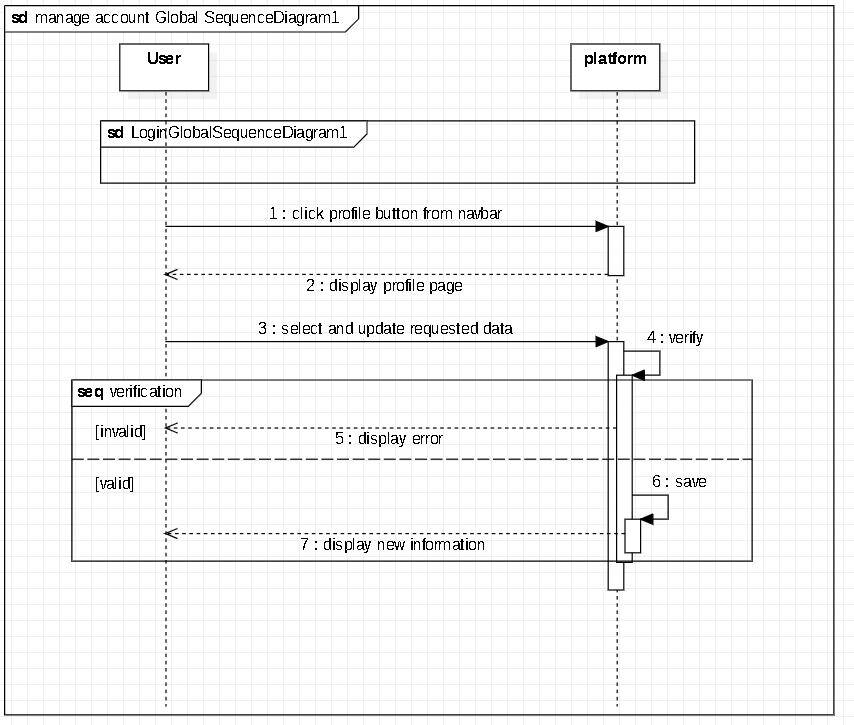 sd manage account Global SequenceDiagram1
User
platform
sd LoginGlobalSequenceDiagram1
1 : click profile button from navbar
2 : display profile page
3 : select and update requested data
4 : verify
seq verification
[invalid]
5 : display error
[valid]
6 : save
7 : display new information